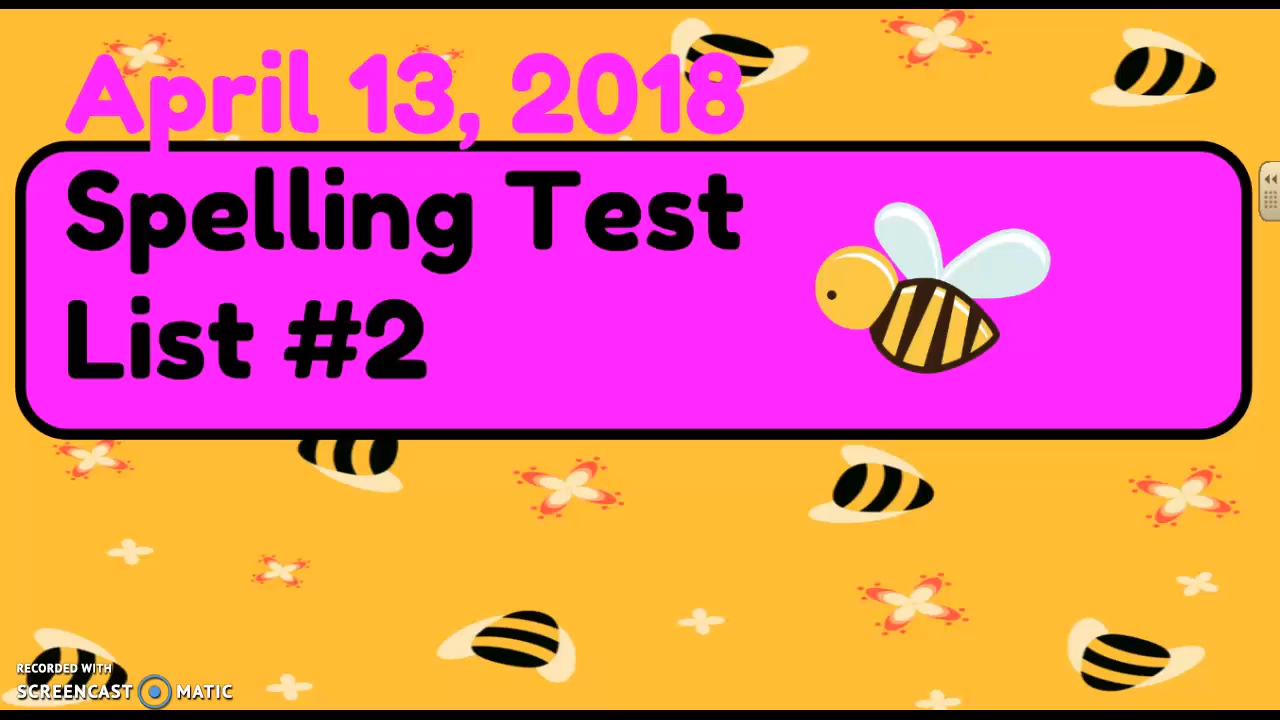 April 13, 2018
Spelling Test
List #2
RECORDED WITH
SCREENCAST MATIC